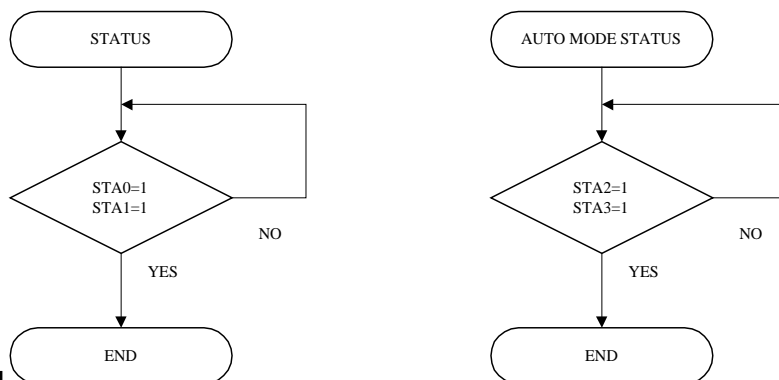 STATUS
STA0=1
STA1=1
NO
YES
END
AUTO MODE STATUS
STA2=1
STA3=1
NO
YES
END